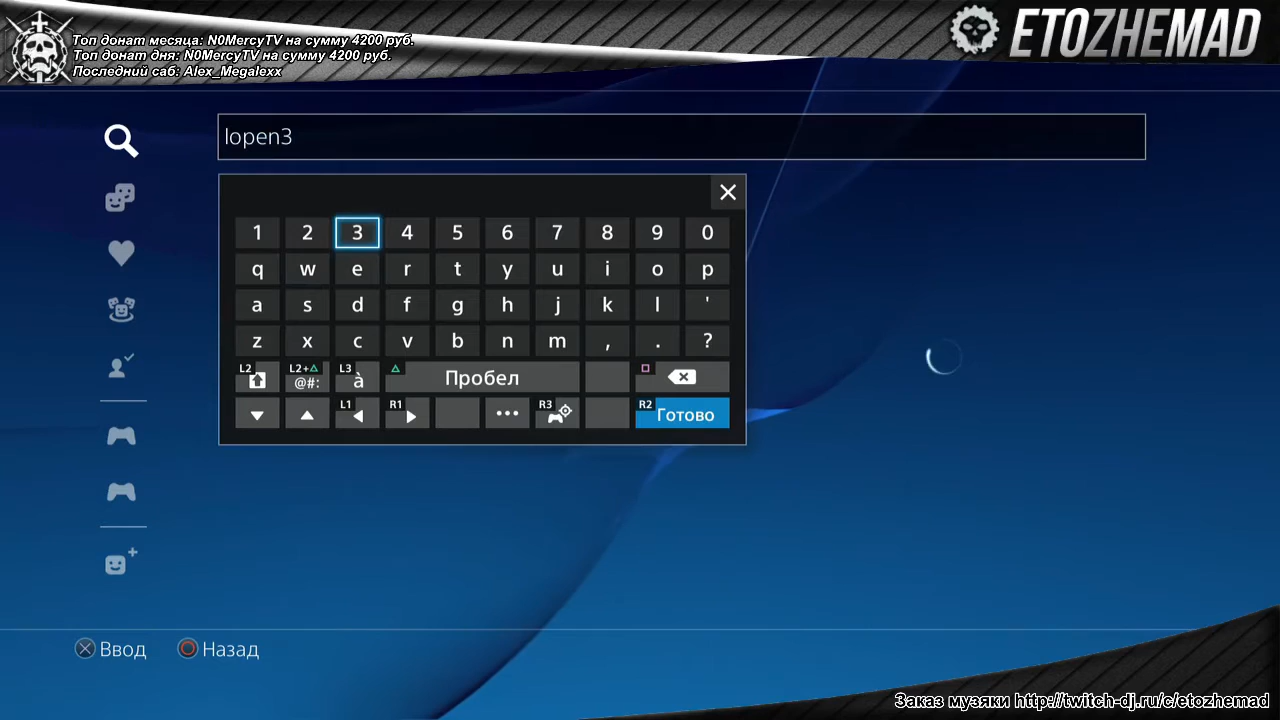 Топ донат месяца: N0MercyTV на сумму 4200 руб.
Топ донат дня: N0MercyTV на сумму 4200 руб.
Последний саб: Alex_Megalexx
ETOZHEMAD
lopen3
1 2 3 4 5 6 7 8 9 0
q w e r t y u i o p
a s d f g h j k l '
z x c v b n m , . ?
L2 L2+△ @#: L3 à △ Пробел □
L1 R1 ... R3 R2 Готово
Ввод Назад
Заказ музяки http://twitch-dj.ru/c/etozhemad